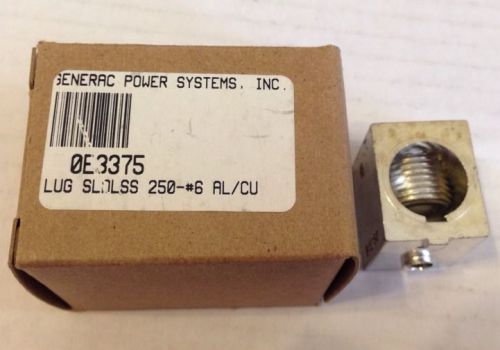 GENERAC POWER SYSTEMS, INC.
0E3375
LUG SLDLSS 250-#6 AL/CU